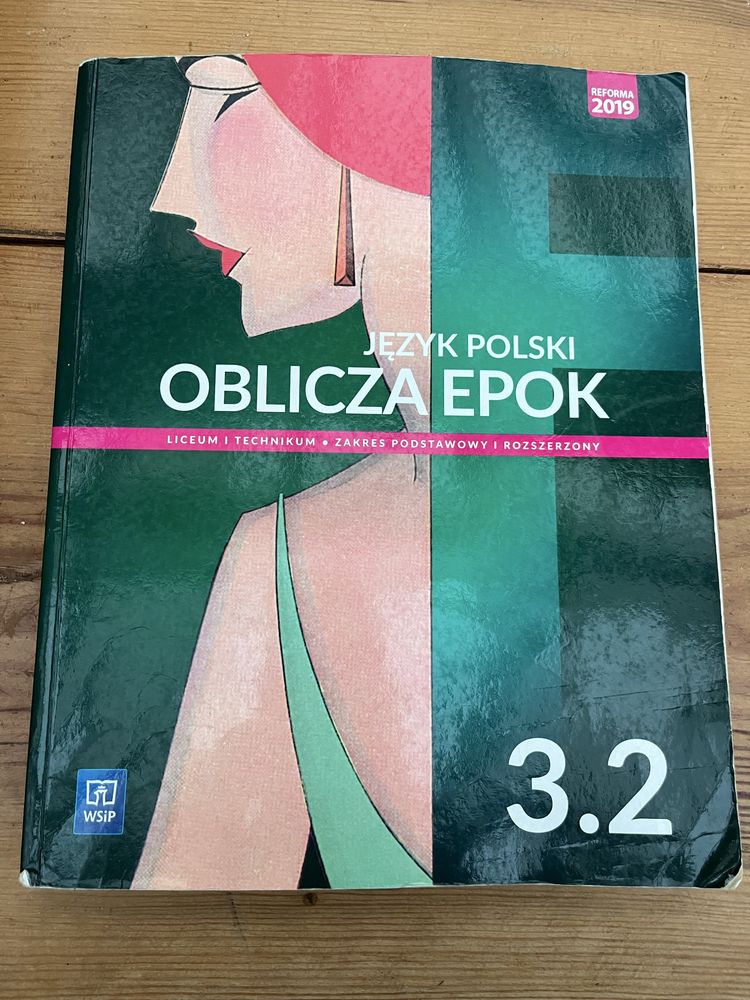 REFORMA
2019
JĘZYK POLSKI
OBLICZA EPOK
LICEUM I TECHNIKUM • ZAKRES PODSTAWOWY I ROZSZERZONY
3.2
WSiP